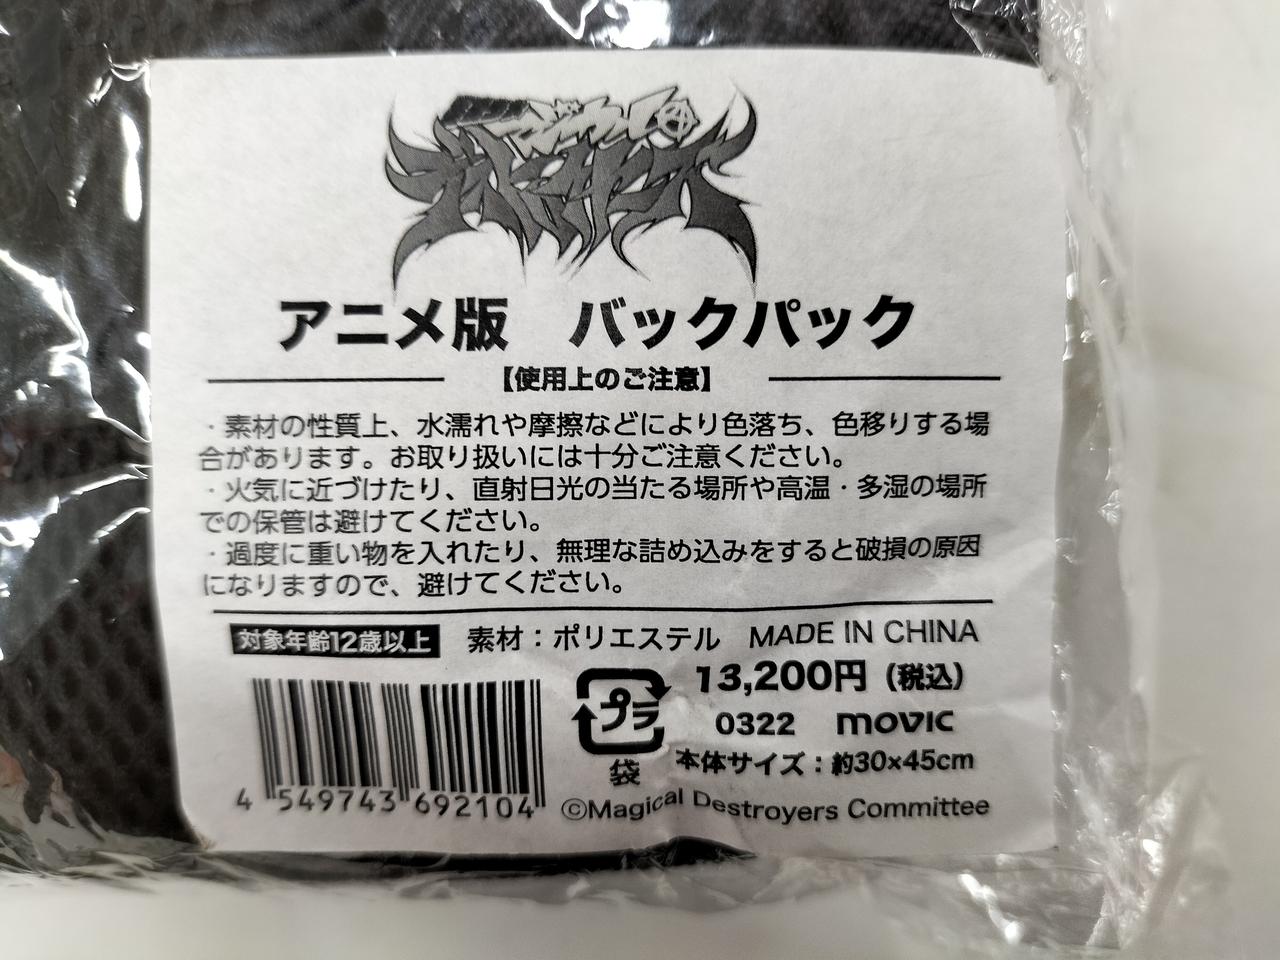 アニメ版　バックパック
【使用上のご注意】
・素材の性質上、水濡れや摩擦などにより色落ち、色移りする場
合があります。お取り扱いには十分ご注意ください。
・火気に近づけたり、直射日光の当たる場所や高温・多湿の場所
での保管は避けてください。
・過度に重い物を入れたり、無理な詰め込みをすると破損の原因
になりますので、避けてください。
対象年齢12歳以上　素材：ポリエステル　MADE IN CHINA
プラ
袋
13,200円（税込）
0322　movic
本体サイズ：約30×45cm
4 549743 692104
©Magical Destroyers Committee